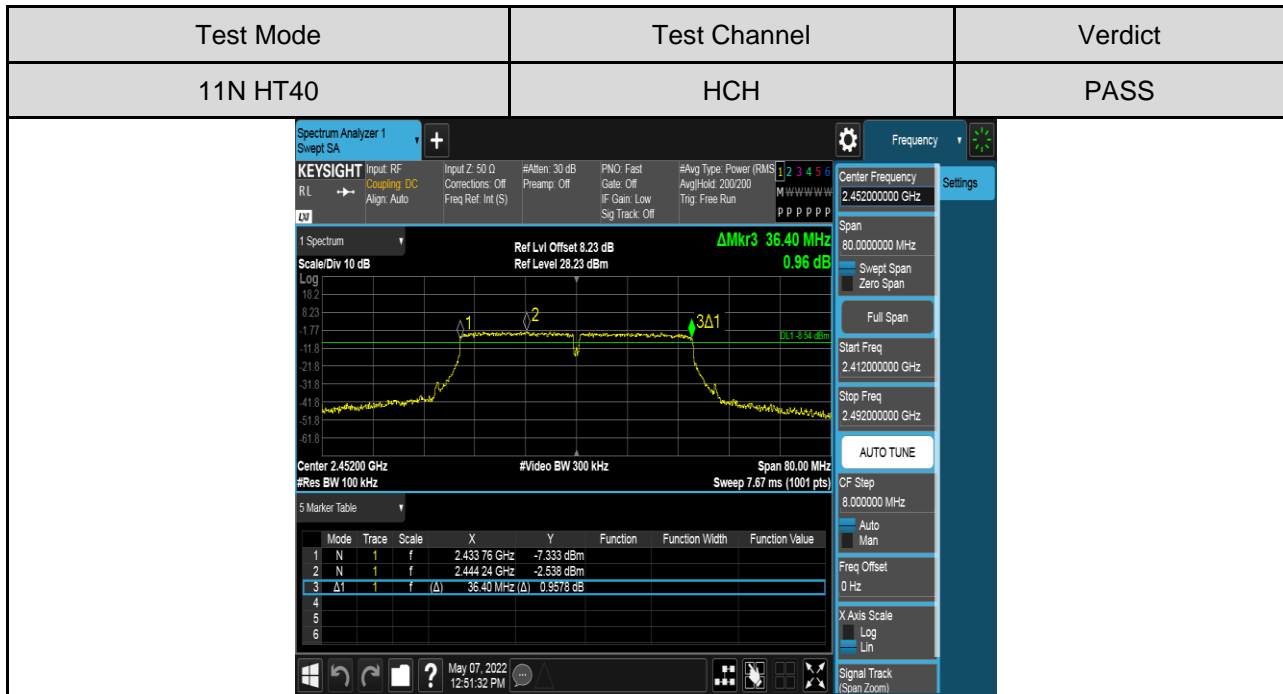 Test Mode Test Channel Verdict
11N HT40 HCH PASS
Spectrum Analyzer 1
Swept SA
+
Frequency
KEYSIGHT
RL
LXI
Input: RF
Coupling: DC
Align: Auto
Input Z: 50 Ω
Corrections: Off
Freq Ref: Int (S)
#Atten: 30 dB
Preamp: Off
PNO: Fast
Gate: Off
IF Gain: Low
Sig Track: Off
#Avg Type: Power (RMS
Avg|Hold: 200/200
Trig: Free Run
1 2 3 4 5 6
M W W W W W
P P P P P P
1 Spectrum
Scale/Div 10 dB
Ref Lvl Offset 8.23 dB
Ref Level 28.23 dBm
ΔMkr3 36.40 MHz
0.96 dB
Log
18.2
8.23
-1.77
-11.8
-21.8
-31.8
-41.8
-51.8
-61.8
1
2
3Δ1
DL1 -8.54 dBm
Center 2.45200 GHz #Video BW 300 kHz Span 80.00 MHz
#Res BW 100 kHz Sweep 7.67 ms (1001 pts)
5 Marker Table
Mode Trace Scale X Y Function Function Width Function Value
1 N 1 f 2.433 76 GHz -7.333 dBm
2 N 1 f 2.444 24 GHz -2.538 dBm
3 Δ1 1 f (Δ) 36.40 MHz (Δ) 0.9578 dB
4
5
6
?
May 07, 2022
12:51:32 PM
Center Frequency
2.452000000 GHz
Settings
Span
80.0000000 MHz
Swept Span
Zero Span
Full Span
Start Freq
2.412000000 GHz
Stop Freq
2.492000000 GHz
AUTO TUNE
CF Step
8.000000 MHz
Auto
Man
Freq Offset
0 Hz
X Axis Scale
Log
Lin
Signal Track
(Span Zoom)